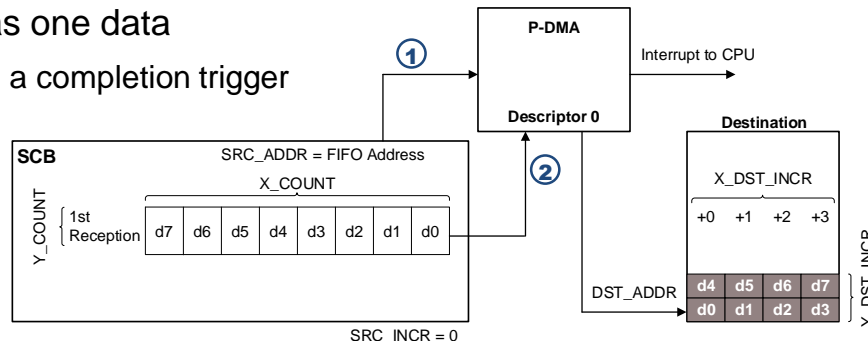 as one data
a completion trigger
1
P-DMA
Interrupt to CPU
Descriptor 0
SCB
SRC_ADDR = FIFO Address
X_COUNT
Y_COUNT
1st
Reception
d7 d6 d5 d4 d3 d2 d1 d0
2
SRC_INCR = 0
Destination
X_DST_INCR
+0 +1 +2 +3
DST_ADDR
d4 d5 d6 d7
d0 d1 d2 d3
Y_DST_INCR